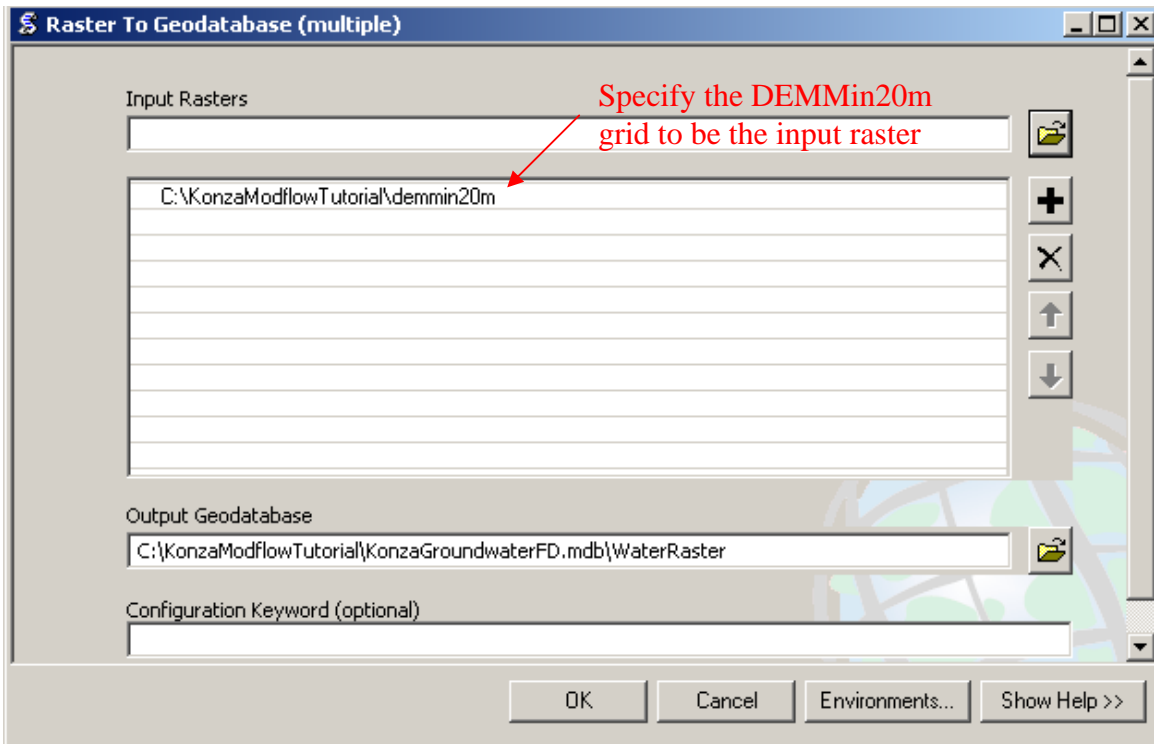 Raster To Geodatabase (multiple)
Input Rasters
Specify the DEMMin20m
grid to be the input raster
C:\KonzaModflowTutorial\demmin20m
Output Geodatabase
C:\KonzaModflowTutorial\KonzaGroundwaterFD.mdb\WaterRaster
Configuration Keyword (optional)
OK
Cancel
Environments...
Show Help >>